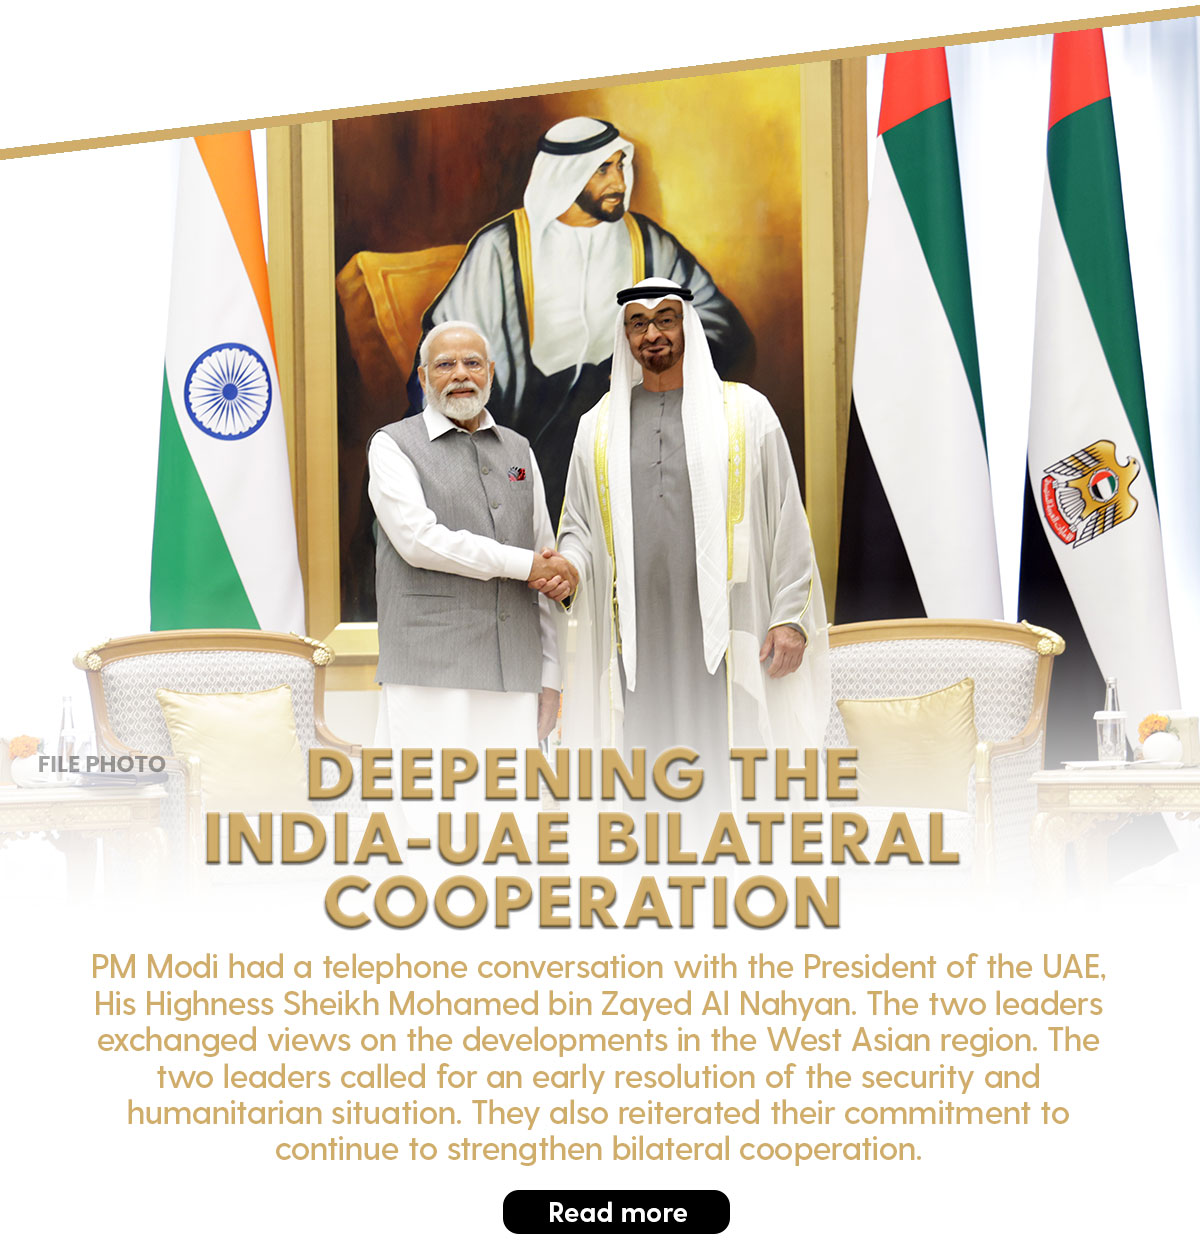 FILE PHOTO
DEEPENING THE
INDIA-UAE BILATERAL
COOPERATION
PM Modi had a telephone conversation with the President of the UAE,
His Highness Sheikh Mohamed bin Zayed Al Nahyan. The two leaders
exchanged views on the developments in the West Asian region. The
two leaders called for an early resolution of the security and
humanitarian situation. They also reiterated their commitment to
continue to strengthen bilateral cooperation.
Read more